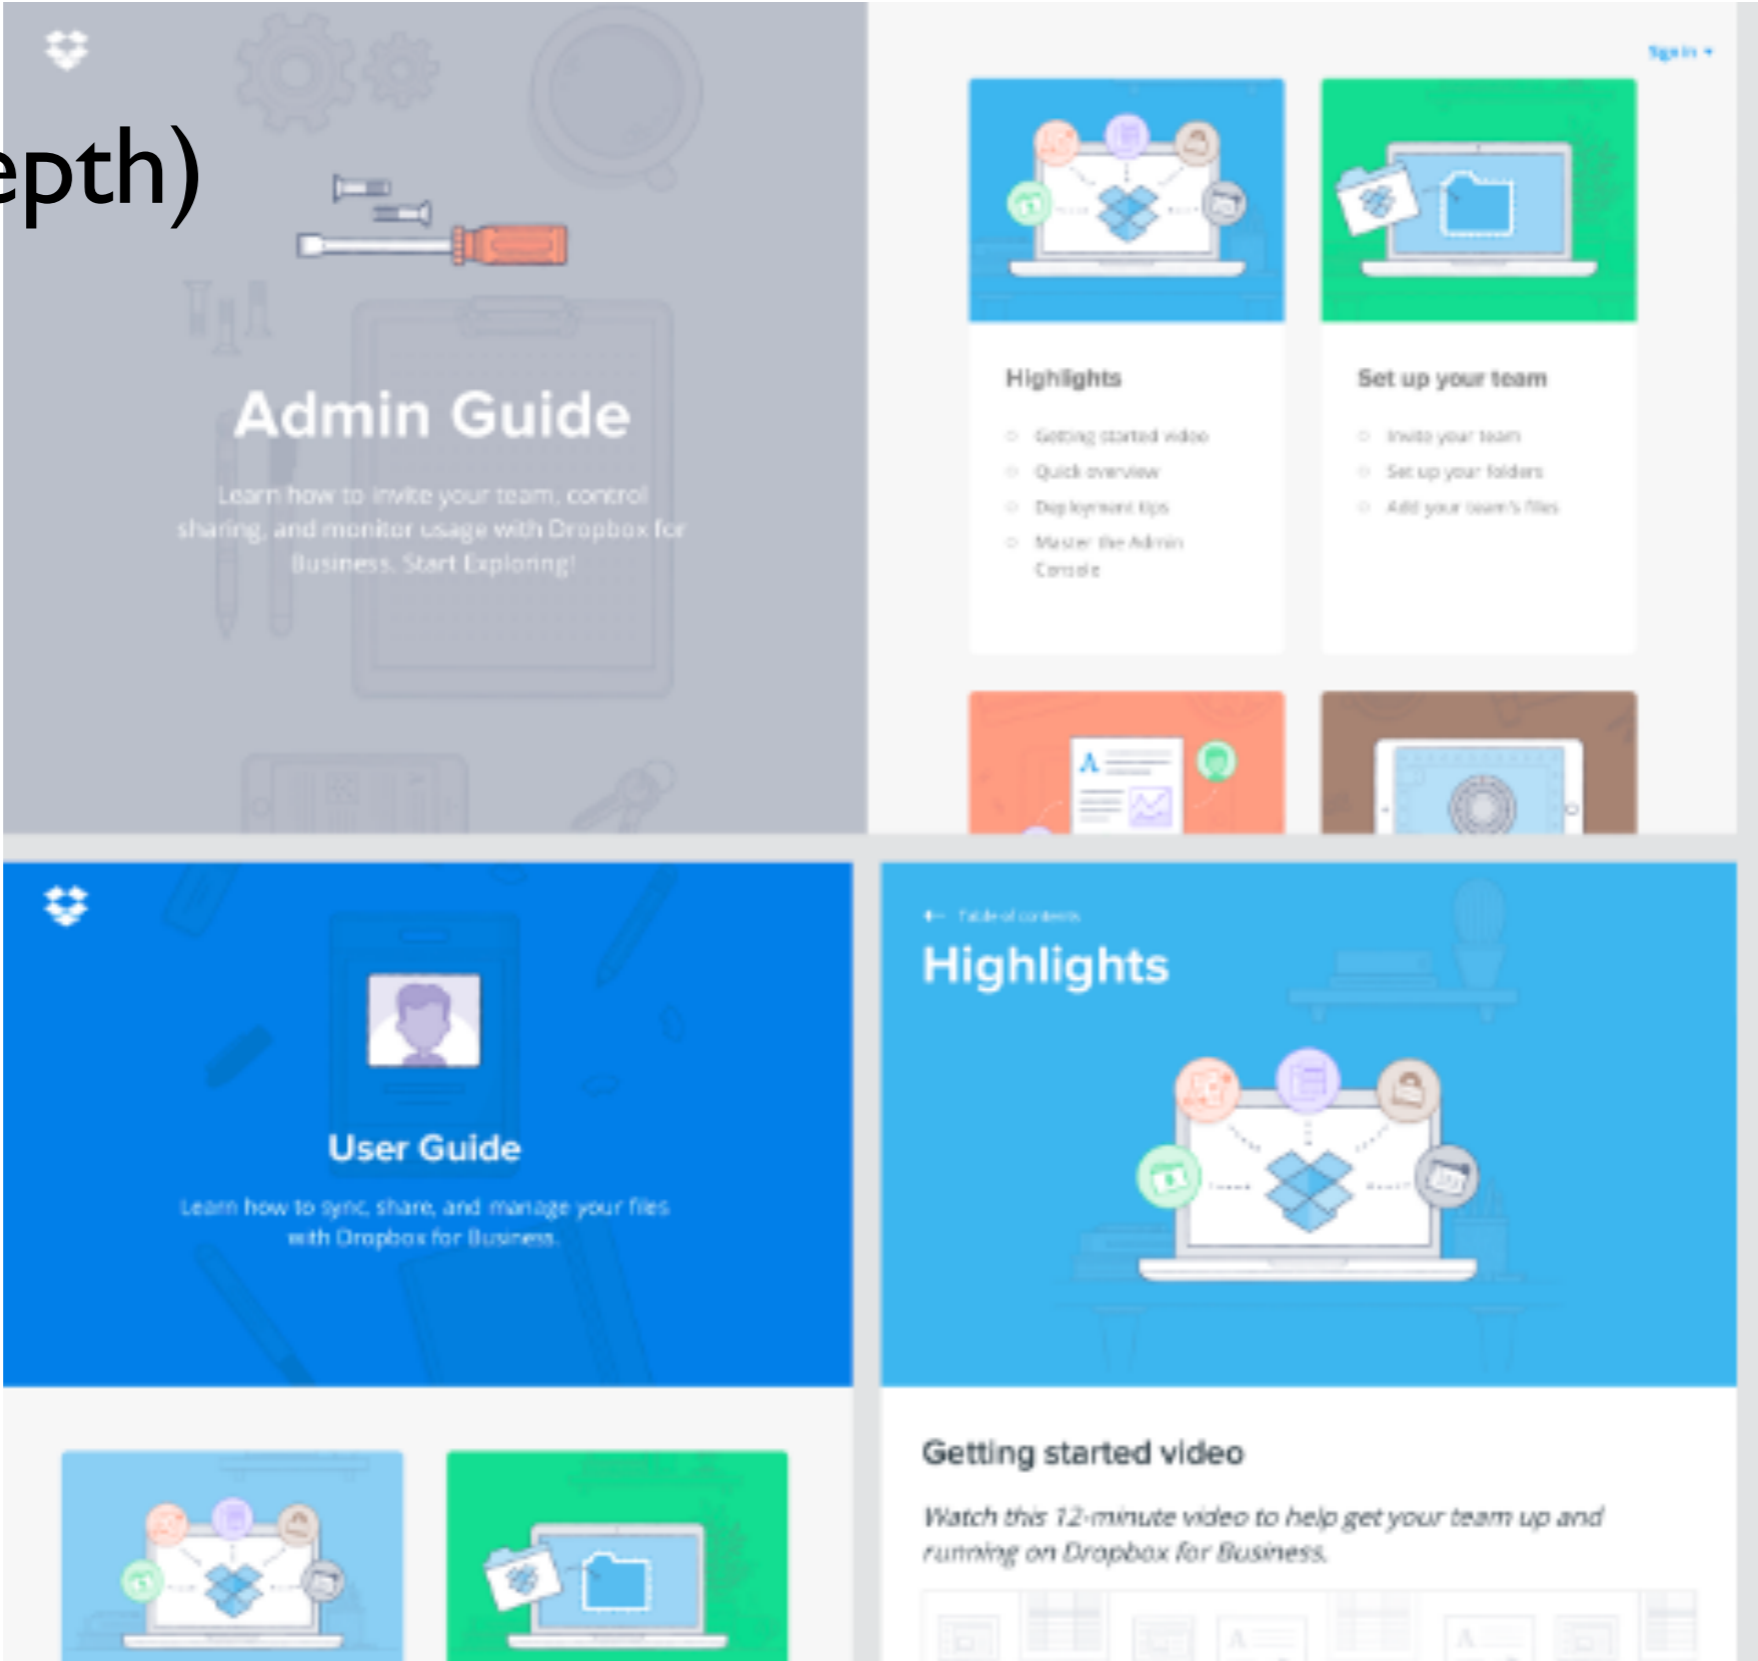 epth)
Sign in
Admin Guide
Learn how to invite your team, control
sharing, and monitor usage with Dropbox for
Business. Start Exploring!
Highlights
Getting started video
Quick overview
Deployment tips
Master the Admin
Console
Set up your team
Invite your team
Set up your folders
Add your team's files
A
User Guide
Learn how to sync, share, and manage your files
with Dropbox for Business.
Table of contents
Highlights
Getting started video
Watch this 12-minute video to help get your team up and
running on Dropbox for Business.
A
A